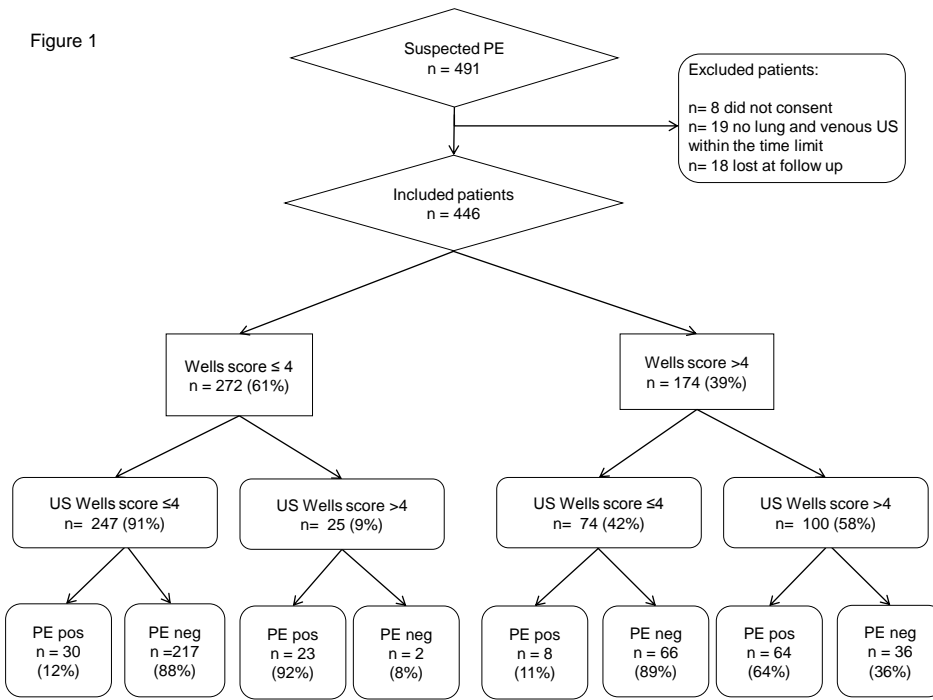 Figure 1
Suspected PE
n = 491
Excluded patients:
n= 8 did not consent
n= 19 no lung and venous US
within the time limit
n= 18 lost at follow up
Included patients
n = 446
Wells score ≤ 4
n = 272 (61%)
Wells score >4
n = 174 (39%)
US Wells score ≤4
n= 247 (91%)
US Wells score >4
n= 25 (9%)
US Wells score ≤4
n= 74 (42%)
US Wells score >4
n= 100 (58%)
PE pos
n = 30
(12%)
PE neg
n =217
(88%)
PE pos
n = 23
(92%)
PE neg
n = 2
(8%)
PE pos
n = 8
(11%)
PE neg
n = 66
(89%)
PE pos
n = 64
(64%)
PE neg
n = 36
(36%)